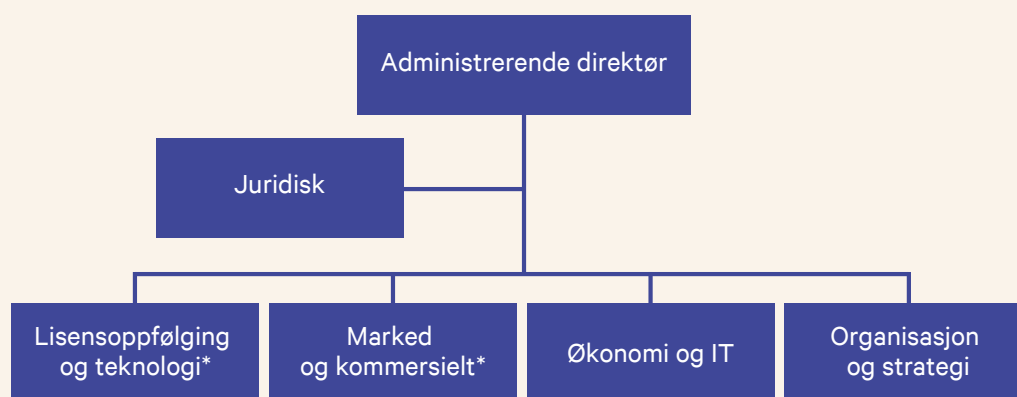 Administrerende direktør
Juridisk
Lisensoppfølging
og teknologi*
Marked
og kommersielt*
Økonomi og IT
Organisasjon
og strategi